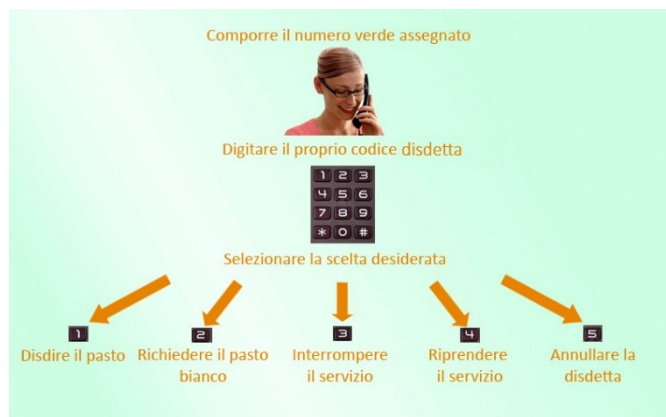 Comporre il numero verde assegnato
Digitare il proprio codice disdetta
1 2 3
4 5 6
7 8 9
* 0 #
Selezionare la scelta desiderata
1
Disdire il pasto
2
Richiedere il pasto
bianco
3
Interrompere
il servizio
4
Riprendere
il servizio
5
Annullare la
disdetta